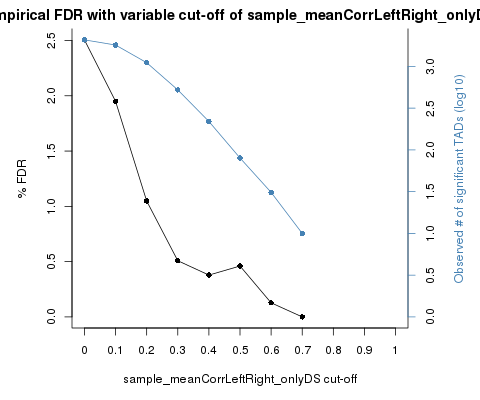 mpirical FDR with variable cut-off of sample_meanCorrLeftRight_onlyD
2.5
2.0
1.5
1.0
0.5
0.0
% FDR
3.0
2.5
2.0
1.5
1.0
0.5
0.0
Observed # of significant TADs (log10)
0 0.1 0.2 0.3 0.4 0.5 0.6 0.7 0.8 0.9 1
sample_meanCorrLeftRight_onlyDS cut-off